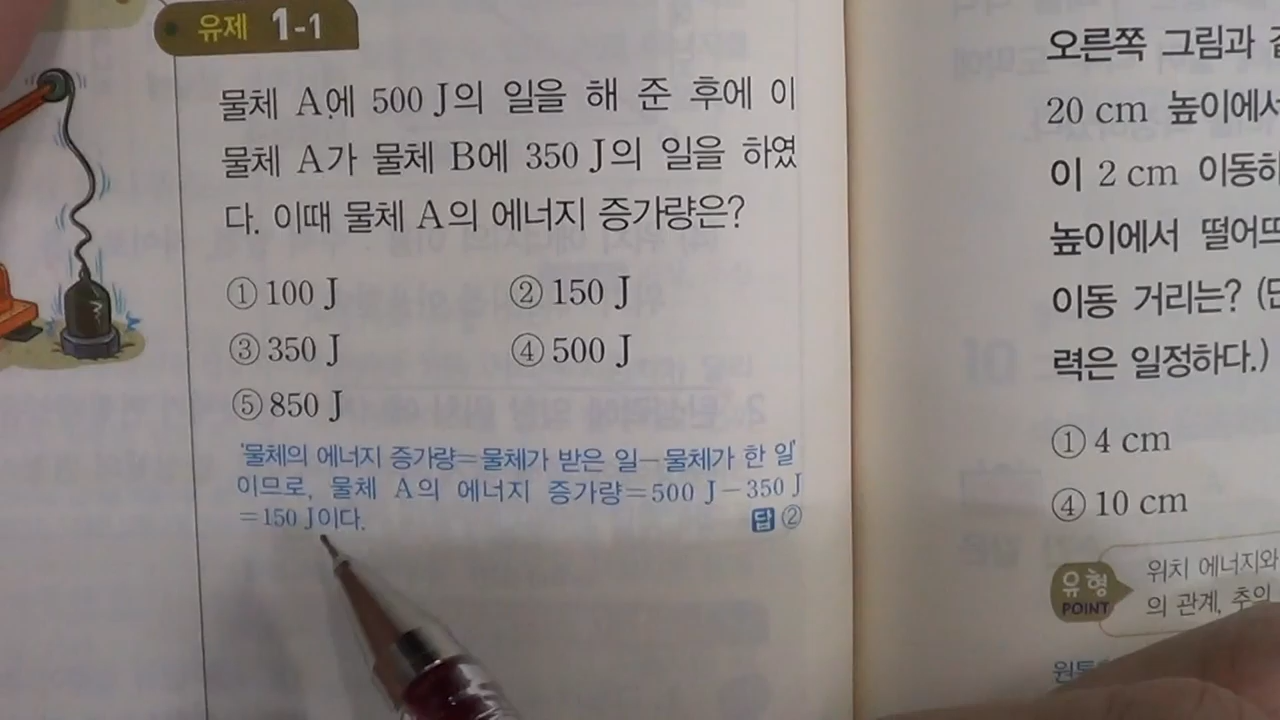 유제 1-1
물체 A에 500 J의 일을 해 준 후에 이
물체 A가 물체 B에 350 J의 일을 하였
다. 이때 물체 A의 에너지 증가량은?
① 100 J ② 150 J
③ 350 J ④ 500 J
⑤ 850 J
'물체의 에너지 증가량=물체가 받은 일-물체가 한 일'
이므로, 물체 A의 에너지 증가량=500 J-350 J
=150 J이다. 답 ②
오른쪽 그림과
20 cm 높이에서
이 2 cm 이동하
높이에서 떨어뜨
이동 거리는? (단
력은 일정하다.)
① 4 cm
④ 10 cm
유형 POINT
위치 에너지와
의 관계, 추의